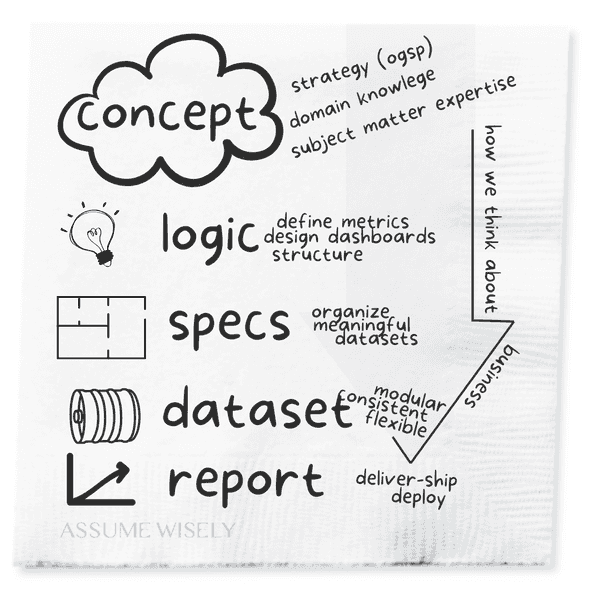 concept
strategy (ogsp)
domain knowlege
subject matter expertise
how we think about
business
logic
define metrics
design dashboards
structure
specs
organize
meaningful
datasets
dataset
modular
consistent
flexible
report
deliver-ship
deploy
ASSUME WISELY